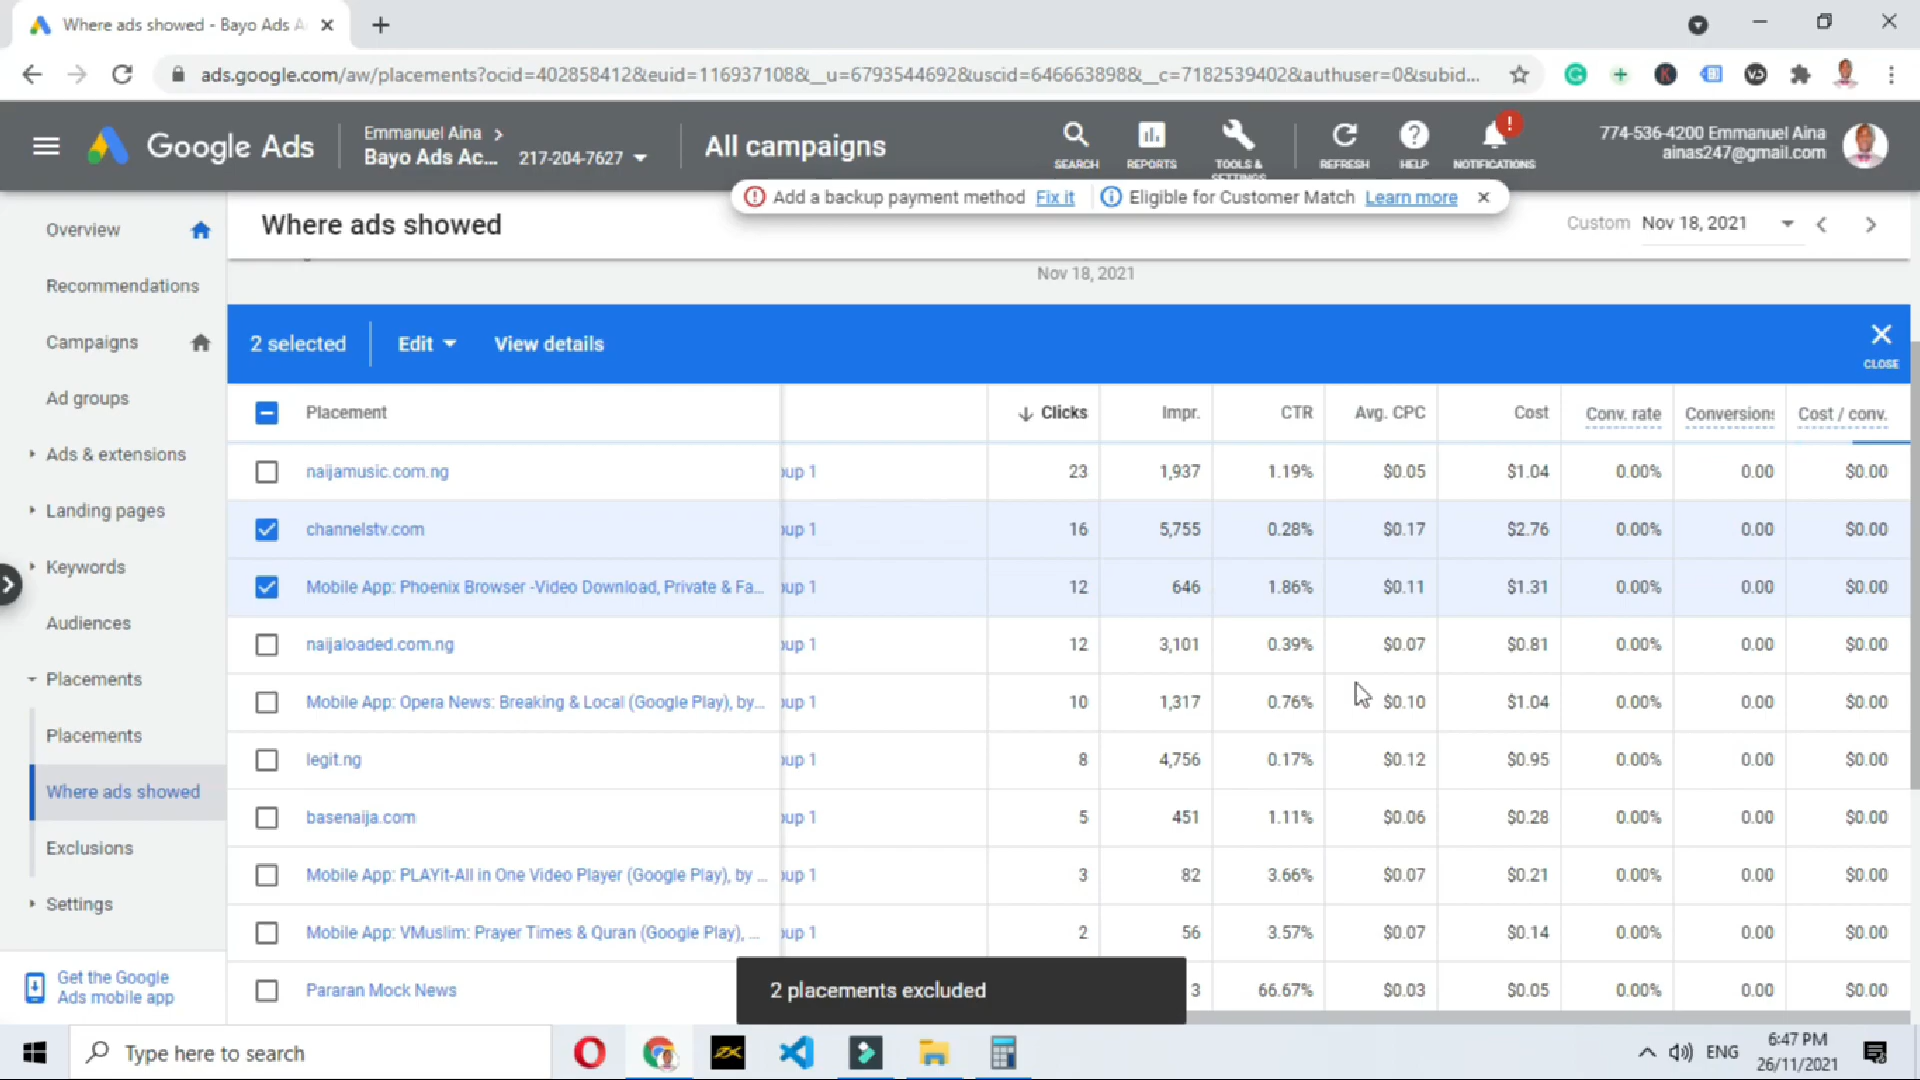 Where ads showed - Bayo Ads A
ads.google.com/aw/placements?ocid=402858412&euid=116937108&__u=6793544692&uscid=646663898&__c=7182539402&authuser=0&subid...
Google Ads
Emmanuel Aina >
Bayo Ads Ac... 217-204-7627
All campaigns
SEARCH
REPORTS
TOOLS &
SETTINGS
REFRESH
HELP
NOTIFICATIONS
774-536-4200 Emmanuel Aina
ainas247@gmail.com
Add a backup payment method Fix it
Eligible for Customer Match Learn more
Where ads showed
Custom Nov 18, 2021
Nov 18, 2021
Overview
Recommendations
Campaigns
Ad groups
Ads & extensions
Landing pages
Keywords
Audiences
Placements
Placements
Where ads showed
Exclusions
Settings
Get the Google
Ads mobile app
2 selected Edit View details CLOSE
Placement Clicks Impr. CTR Avg. CPC Cost Conv. rate Conversions Cost / conv.
naijamusic.com.ng oup 1 23 1,937 1.19% $0.05 $1.04 0.00% 0.00 $0.00
channelstv.com oup 1 16 5,755 0.28% $0.17 $2.76 0.00% 0.00 $0.00
Mobile App: Phoenix Browser -Video Download, Private & Fa... oup 1 12 646 1.86% $0.11 $1.31 0.00% 0.00 $0.00
naijaloaded.com.ng oup 1 12 3,101 0.39% $0.07 $0.81 0.00% 0.00 $0.00
Mobile App: Opera News: Breaking & Local (Google Play), by... oup 1 10 1,317 0.76% $0.10 $1.04 0.00% 0.00 $0.00
legit.ng oup 1 8 4,756 0.17% $0.12 $0.95 0.00% 0.00 $0.00
basenaija.com oup 1 5 451 1.11% $0.06 $0.28 0.00% 0.00 $0.00
Mobile App: PLAYit-All in One Video Player (Google Play), by ... oup 1 3 82 3.66% $0.07 $0.21 0.00% 0.00 $0.00
Mobile App: VMuslim: Prayer Times & Quran (Google Play), ... oup 1 2 56 3.57% $0.07 $0.14 0.00% 0.00 $0.00
Pararan Mock News 3 66.67% $0.03 $0.05 0.00% 0.00 $0.00
2 placements excluded
Type here to search
ENG
6:47 PM
26/11/2021